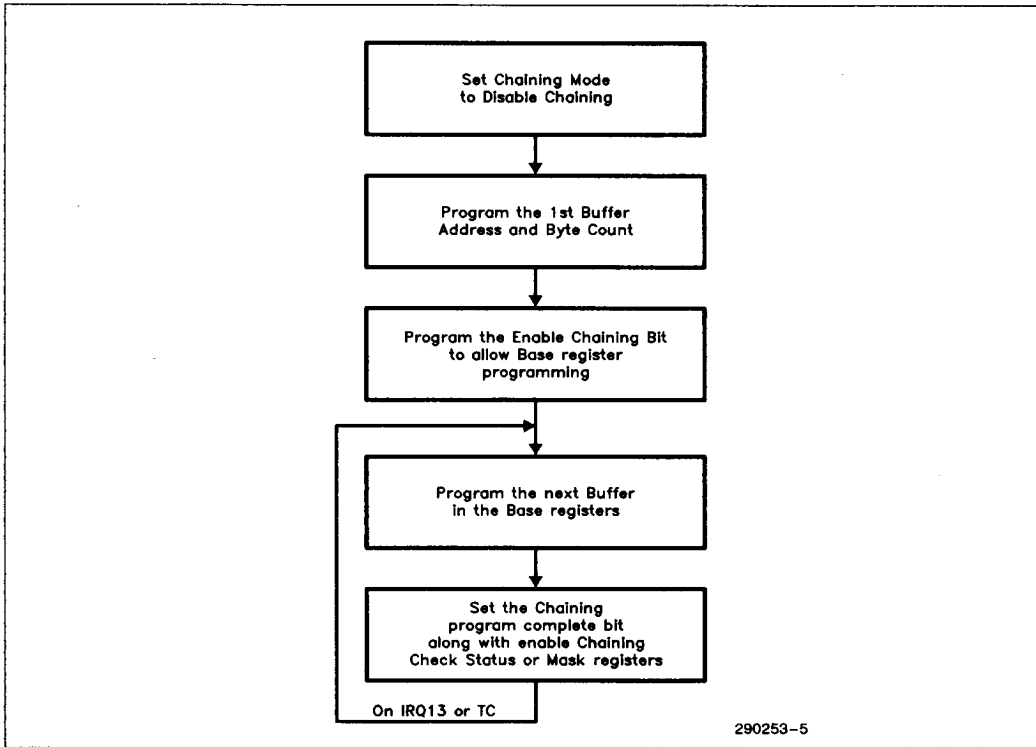 Set Chaining Mode
to Disable Chaining
Program the 1st Buffer
Address and Byte Count
Program the Enable Chaining Bit
to allow Base register
programming
Program the next Buffer
in the Base registers
Set the Chaining
program complete bit
along with enable Chaining
Check Status or Mask registers
On IRQ13 or TC
290253-5